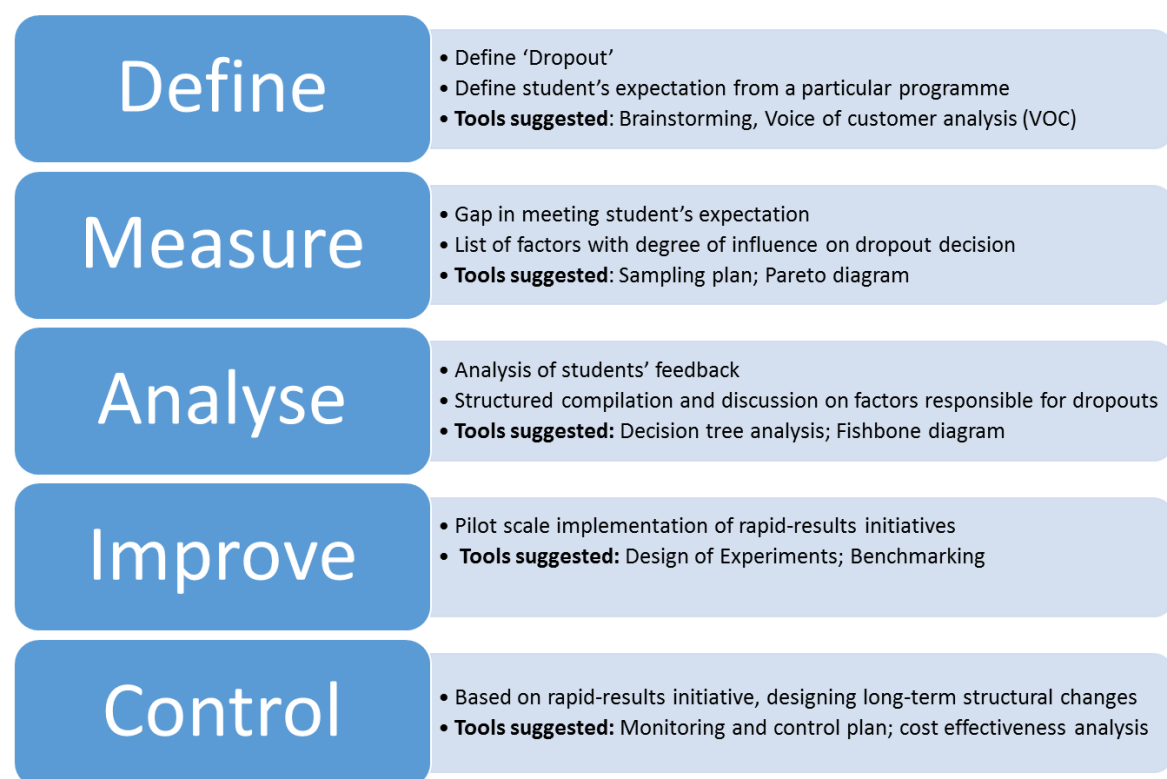 Define
• Define ‘Dropout’
• Define student’s expectation from a particular programme
• Tools suggested: Brainstorming, Voice of customer analysis (VOC)
Measure
• Gap in meeting student’s expectation
• List of factors with degree of influence on dropout decision
• Tools suggested: Sampling plan; Pareto diagram
Analyse
• Analysis of students’ feedback
• Structured compilation and discussion on factors responsible for dropouts
• Tools suggested: Decision tree analysis; Fishbone diagram
Improve
• Pilot scale implementation of rapid-results initiatives
• Tools suggested: Design of Experiments; Benchmarking
Control
• Based on rapid-results initiative, designing long-term structural changes
• Tools suggested: Monitoring and control plan; cost effectiveness analysis